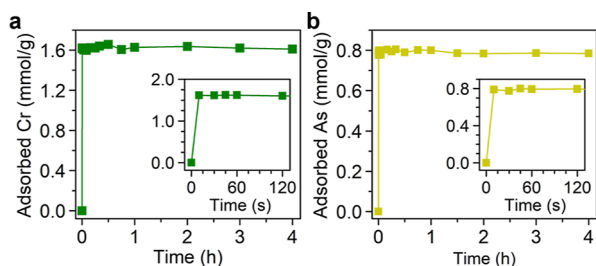 a
Adsorbed Cr (mmol/g)
1.6
1.2
0.8
0.4
0.0
2.0
1.0
0.0
0 60 120
Time (s)
0 1 2 3 4
Time (h)
b
Adsorbed As (mmol/g)
0.8
0.6
0.4
0.2
0.0
0.8
0.4
0.0
0 60 120
Time (s)
0 1 2 3 4
Time (h)